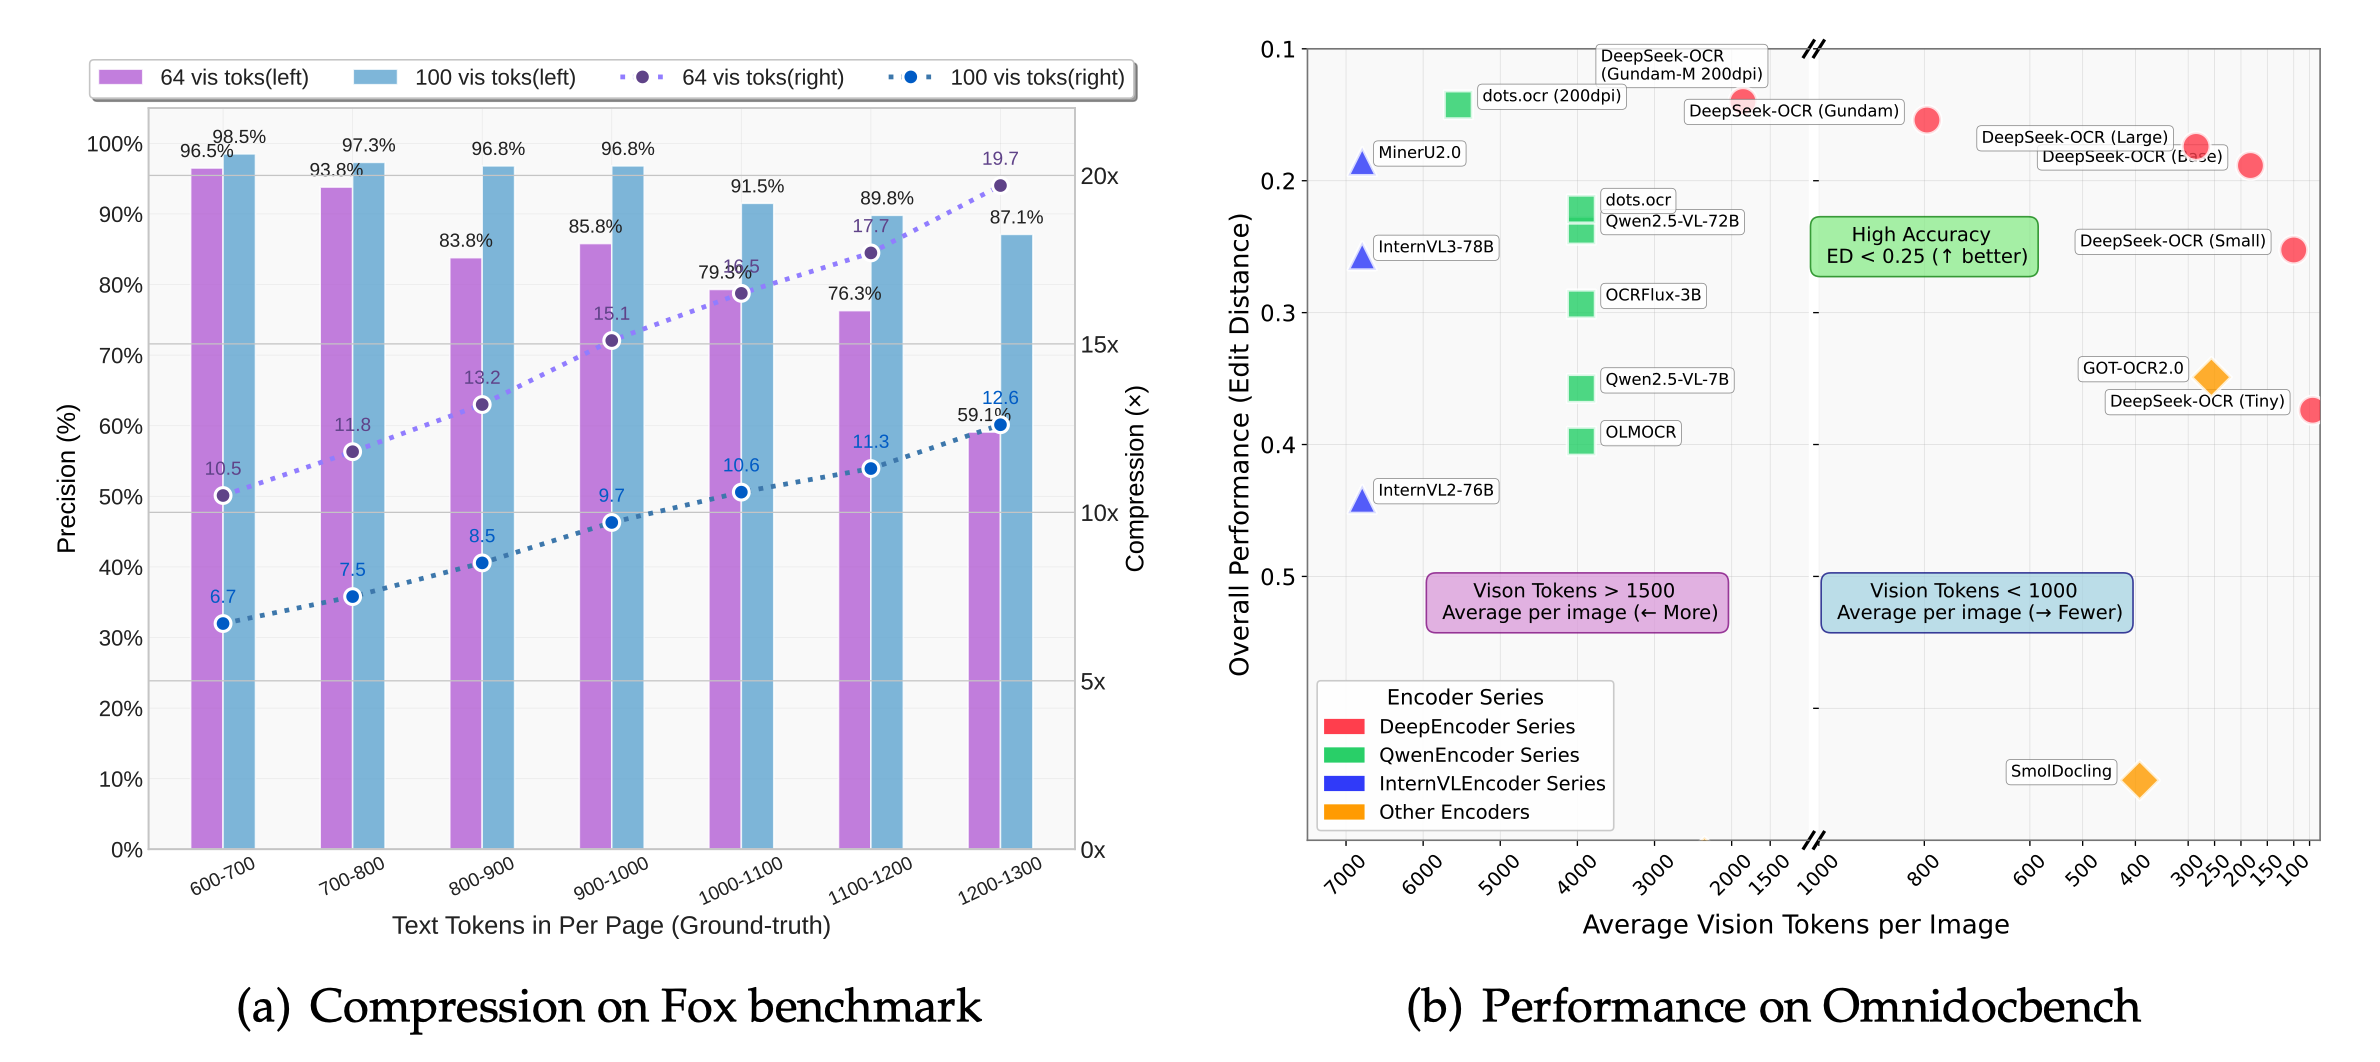 64 vis toks(left)
100 vis toks(left)
64 vis toks(right)
100 vis toks(right)
Precision (%)
100%
90%
80%
70%
60%
50%
40%
30%
20%
10%
0%
96.5%
98.5%
93.8%
97.3%
83.8%
96.8%
85.8%
96.8%
79.3%
91.5%
76.3%
89.8%
59.1%
87.1%
10.5
11.8
13.2
15.1
16.5
17.7
19.7
6.7
7.5
8.5
9.7
10.6
11.3
12.6
20x
15x
10x
5x
0x
Compression (×)
600-700
700-800
800-900
900-1000
1000-1100
1100-1200
1200-1300
Text Tokens in Per Page (Ground-truth)
(a) Compression on Fox benchmark
Overall Performance (Edit Distance)
0.1
0.2
0.3
0.4
0.5
DeepSeek-OCR
(Gundam-M 200dpi)
dots.ocr (200dpi)
DeepSeek-OCR (Gundam)
DeepSeek-OCR (Large)
DeepSeek-OCR (Base)
MinerU2.0
dots.ocr
Qwen2.5-VL-72B
InternVL3-78B
High Accuracy
ED < 0.25 (↑ better)
DeepSeek-OCR (Small)
OCRFlux-3B
GOT-OCR2.0
Qwen2.5-VL-7B
DeepSeek-OCR (Tiny)
OLMOCR
InternVL2-76B
Vison Tokens > 1500
Average per image (← More)
Vision Tokens < 1000
Average per image (→ Fewer)
Encoder Series
DeepEncoder Series
QwenEncoder Series
InternVLEncoder Series
Other Encoders
SmolDocling
7000
6000
5000
4000
3000
2000
1500
1000
800
600
500
400
300
250
200
150
100
Average Vision Tokens per Image
(b) Performance on Omnidocbench